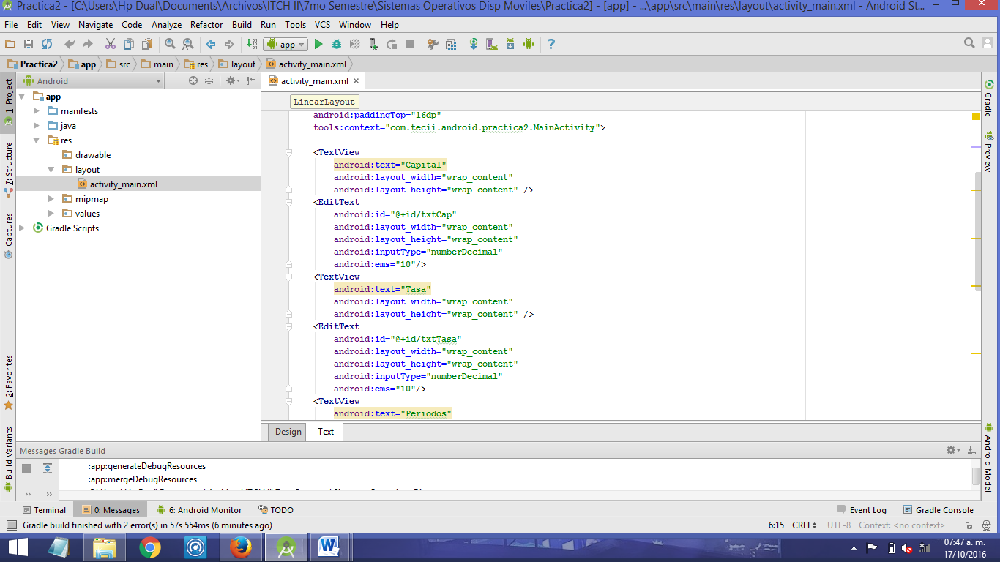 Practica2 - [C:\Users\Hp Dual\Documents\Archivos\ITCH II\7mo Semestre\Sistemas Operativos Disp Moviles\Practica2] - [app] - ...\app\src\main\res\layout\activity_main.xml - Android St...
File Edit View Navigate Code Analyze Refactor Build Run Tools VCS Window Help
app
Practica2 app src main res layout activity_main.xml
1: Project
7: Structure
Captures
2: Favorites
Build Variants
Android
app
manifests
java
res
drawable
layout
activity_main.xml
mipmap
values
Gradle Scripts
activity_main.xml
LinearLayout
android:paddingTop="16dp"
tools:context="com.tecii.android.practica2.MainActivity">
<TextView
android:text="Capital"
android:layout_width="wrap_content"
android:layout_height="wrap_content" />
<EditText
android:id="@+id/txtCap"
android:layout_width="wrap_content"
android:layout_height="wrap_content"
android:inputType="numberDecimal"
android:ems="10"/>
<TextView
android:text="Tasa"
android:layout_width="wrap_content"
android:layout_height="wrap_content" />
<EditText
android:id="@+id/txtTasa"
android:layout_width="wrap_content"
android:layout_height="wrap_content"
android:inputType="numberDecimal"
android:ems="10"/>
<TextView
android:text="Periodos"
Design Text
Gradle
Preview
Android Model
Messages Gradle Build
:app:generateDebugResources
:app:mergeDebugResources
Terminal 0: Messages 6: Android Monitor TODO Event Log Gradle Console
Gradle build finished with 2 error(s) in 57s 554ms (6 minutes ago) 6:15 CRLF UTF-8 Context: <no context>
07:47 a. m.
17/10/2016